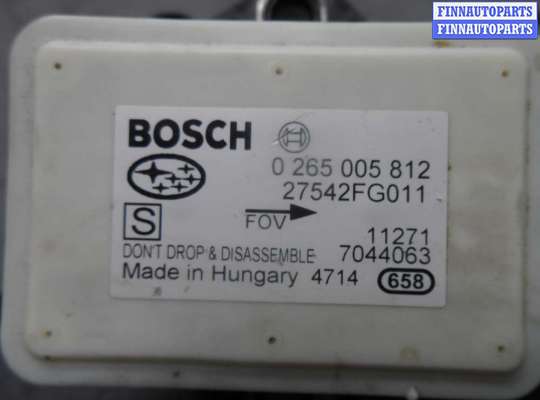 FINNAUTOPARTS
FINNAUTOPARTS
BOSCH
0 265 005 812
27542FG011
S
FOV
11271
DON'T DROP & DISASSEMBLE 7044063
Made in Hungary 4714 658